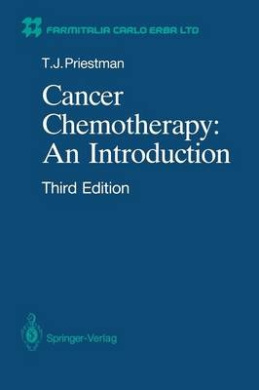 FARMITALIA CARLO ERBA LTD
T.J.Priestman
Cancer
Chemotherapy:
An Introduction
Third Edition
Springer-Verlag